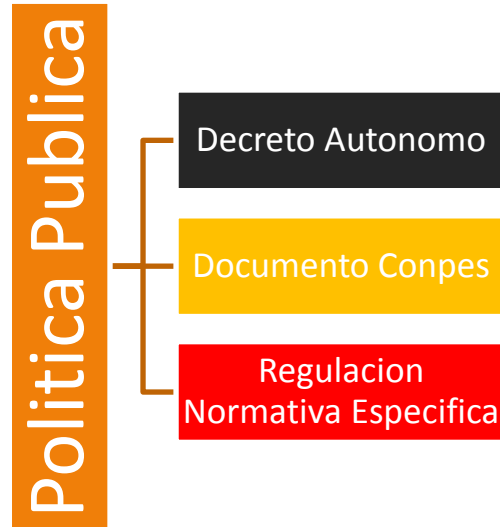 Politica Publica
Decreto Autonomo
Documento Conpes
Regulacion
Normativa Especifica